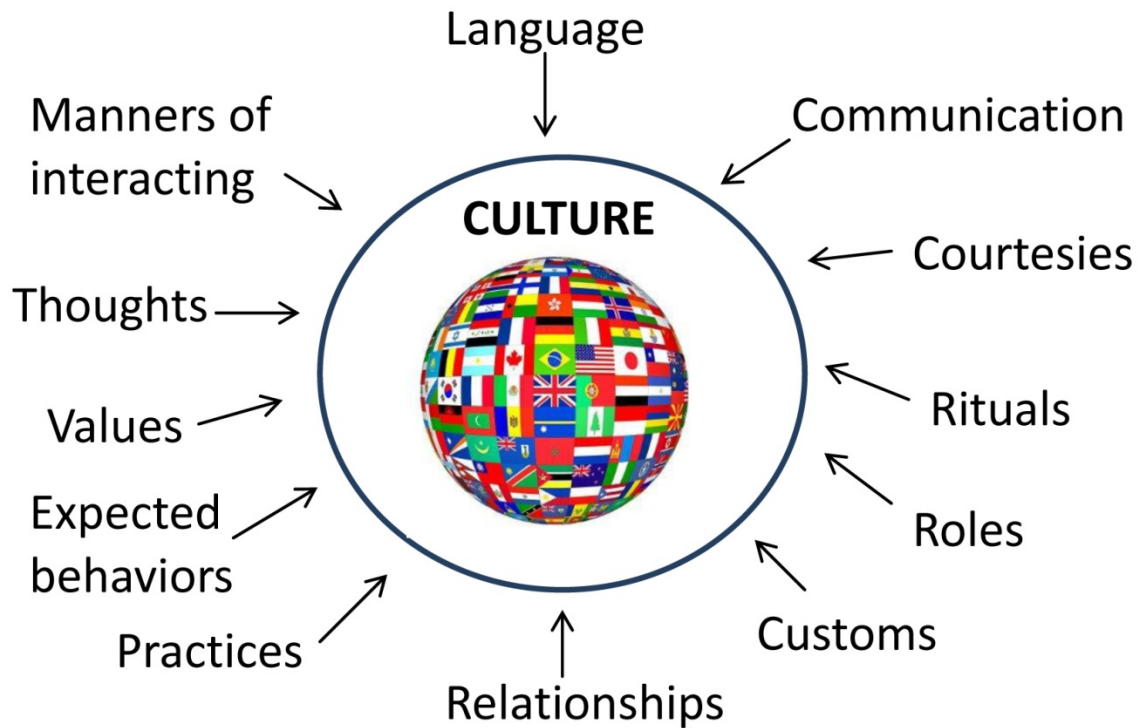 Language
Communication
Courtesies
Rituals
Roles
Customs
Relationships
Practices
Expected
behaviors
Values
Thoughts
Manners of
interacting
CULTURE